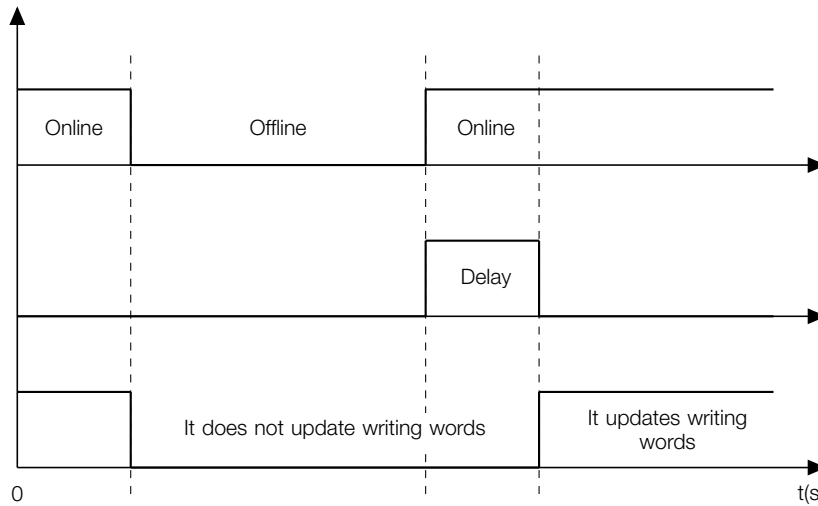 Online Offline Online
Delay
It does not update writing words
It updates writing
words
0 t(s